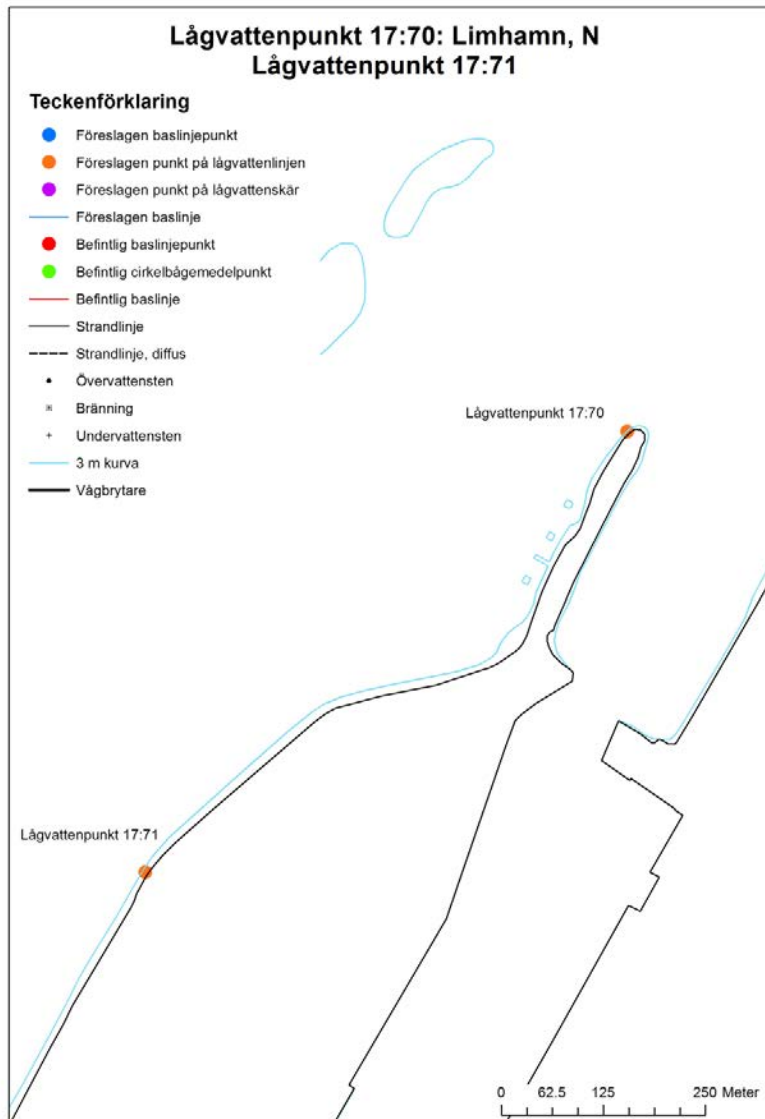 Lågvattenpunkt 17:70: Limhamn, N
Lågvattenpunkt 17:71
Teckenförklaring
Föreslagen baslinjepunkt
Föreslagen punkt på lågvattenlinjen
Föreslagen punkt på lågvattenskär
Föreslagen baslinje
Befintlig baslinjepunkt
Befintlig cirkelbågemedelpunkt
Befintlig baslinje
Strandlinje
Strandlinje, diffus
Övervattensten
Bränning
Undervattensten
3 m kurva
Vågbrytare
Lågvattenpunkt 17:70
Lågvattenpunkt 17:71
0 62.5 125 250 Meter